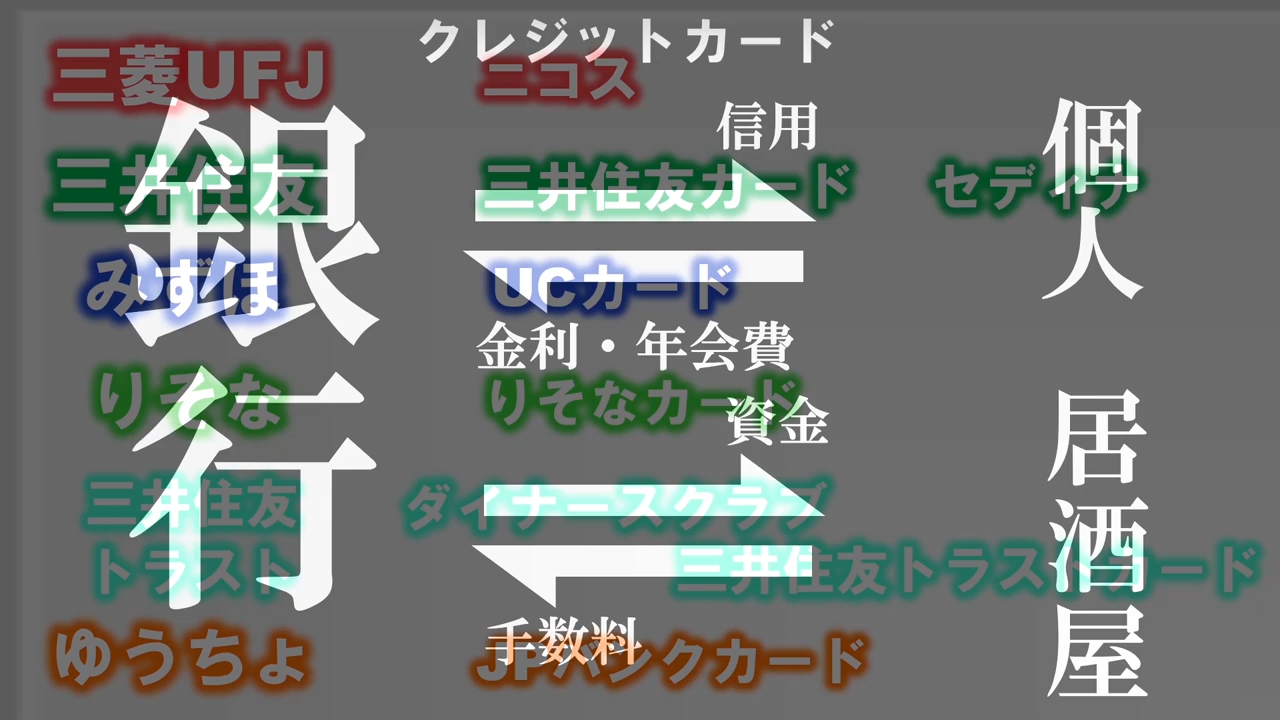 クレジットカード
三菱UFJ
ニコス
銀行
信用
個人
三井住友
三井住友カード
セディナ
みずほ
UCカード
金利・年会費
りそな
りそなカード
資金
居酒屋
三井住友
トラスト
ダイナースクラブ
三井住友トラストカード
手数料
ゆうちょ
JPバンクカード